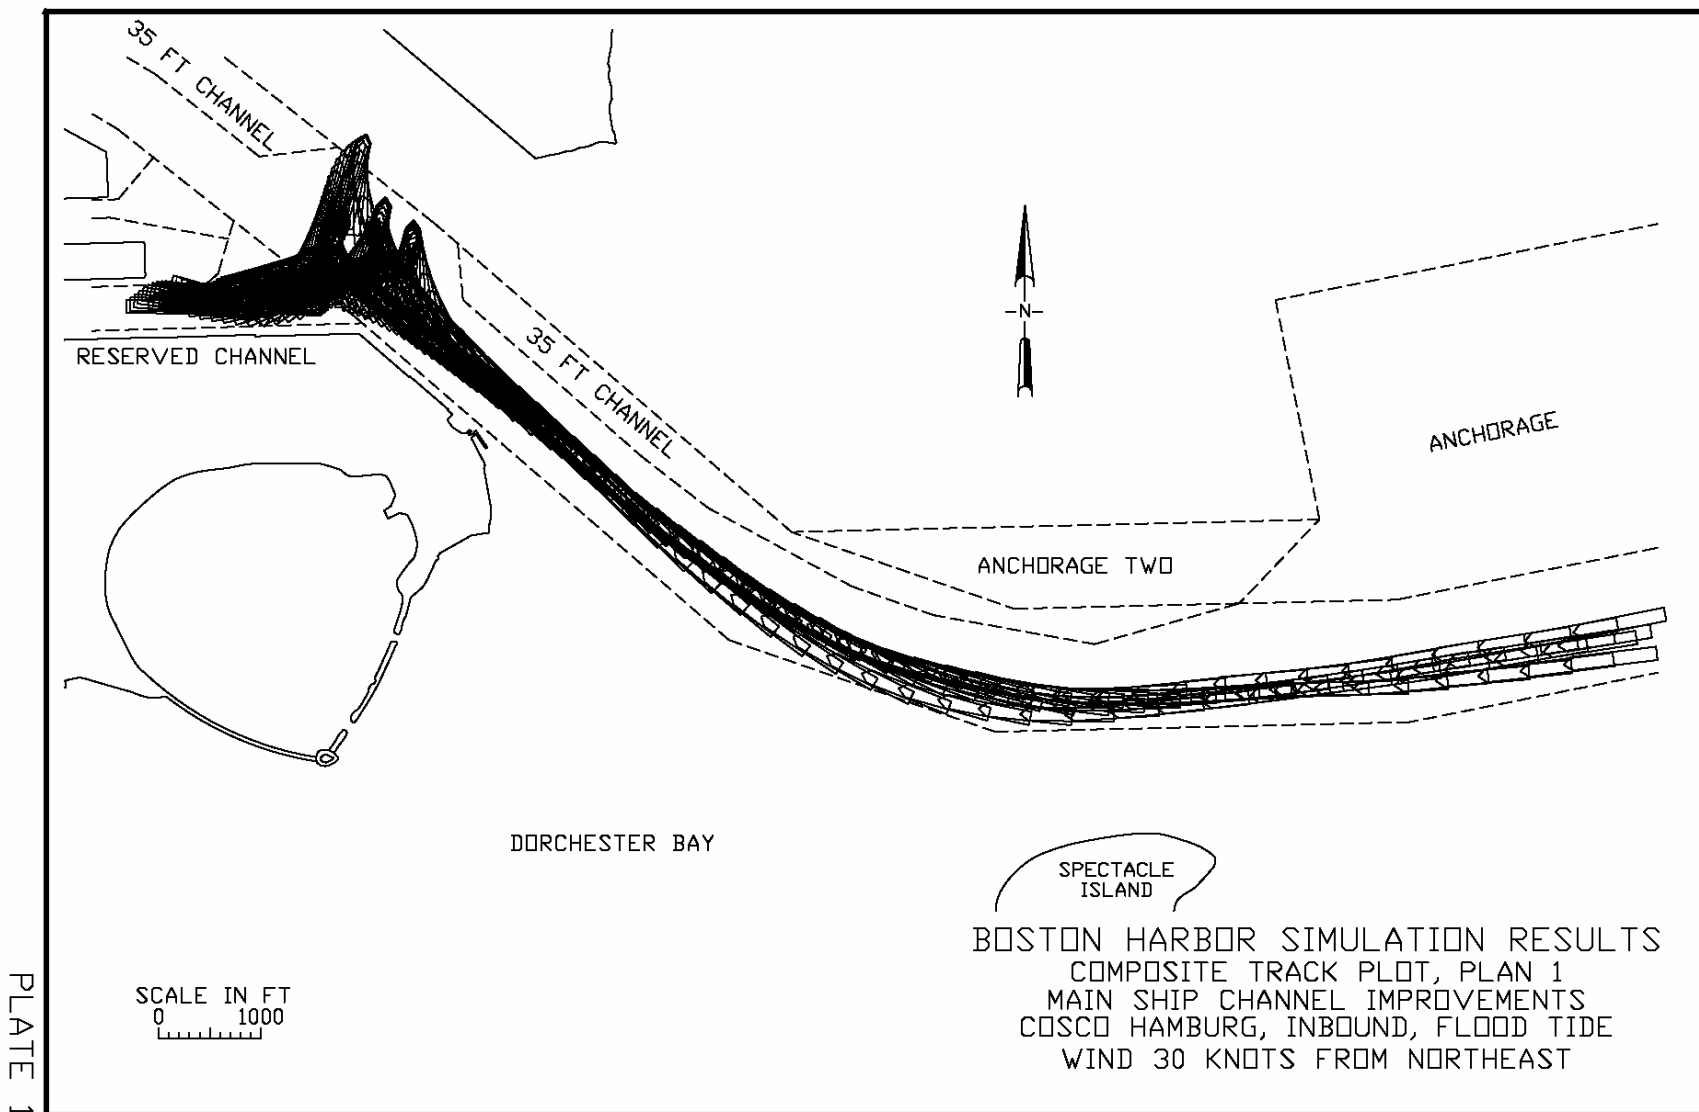 35 FT CHANNEL
-N-
35 FT CHANNEL
RESERVED CHANNEL
ANCHORAGE
ANCHORAGE TWO
DORCHESTER BAY
SPECTACLE
ISLAND
BOSTON HARBOR SIMULATION RESULTS
COMPOSITE TRACK PLOT, PLAN 1
MAIN SHIP CHANNEL IMPROVEMENTS
COSCO HAMBURG, INBOUND, FLOOD TIDE
WIND 30 KNOTS FROM NORTHEAST
SCALE IN FT
0 1000
PLATE 1